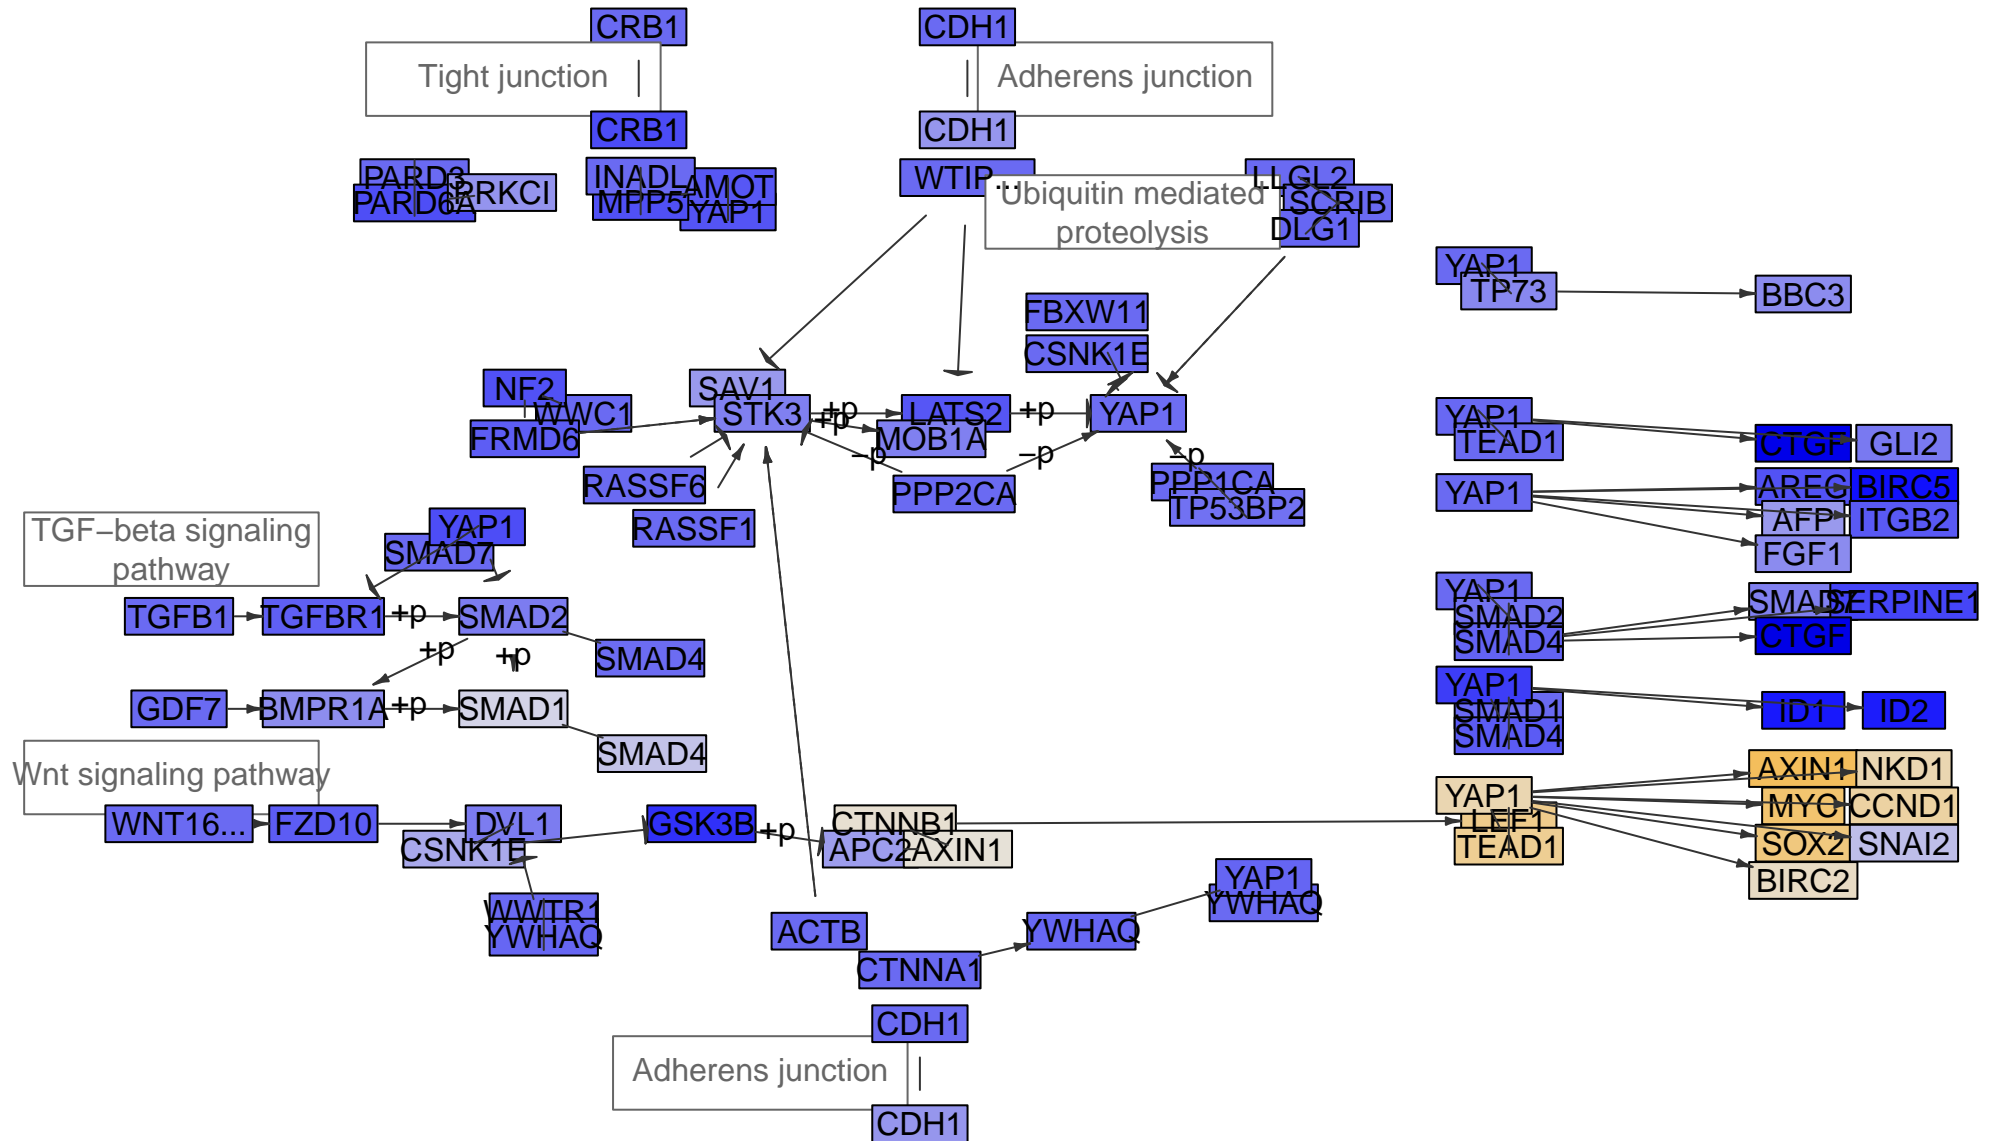 CRB1
CDH1
Tight junction
Adherens junction
CRB1
CDH1
PARD3
PRKCI
PARD6A
INADL
AMOT
MPP5
YAP1
WTIP...
LLGL2
Ubiquitin mediated
proteolysis
SCRIB
DLG1
YAP1
TP73
BBC3
FBXW11
CSNK1E
NF2
WWC1
FRMD6
SAV1
STK3
+p
+p
LATS2
MOB1A
+p
YAP1
YAP1
TEAD1
CTGF
GLI2
RASSF6
RASSF1
–p
PPP2CA
–p
–p
PPP1CA
TP53BP2
YAP1
AREG
BIRC5
AFP
ITGB2
FGF1
TGF–beta signaling
pathway
YAP1
SMAD7
TGFB1
TGFBR1
+p
SMAD2
SMAD4
+p
+p
YAP1
SMAD2
SMAD4
SMAD7
SERPINE1
CTGF
GDF7
BMPR1A
+p
SMAD1
SMAD4
YAP1
SMAD1
SMAD4
ID1
ID2
Wnt signaling pathway
WNT16...
FZD10
DVL1
CSNK1E
GSK3B
+p
CTNNB1
APC2
AXIN1
YAP1
LEF1
TEAD1
AXIN1
NKD1
MYC
CCND1
SOX2
SNAI2
BIRC2
WWTR1
YWHAQ
ACTB
CTNNA1
YWHAQ
YAP1
YWHAQ
CDH1
Adherens junction
CDH1